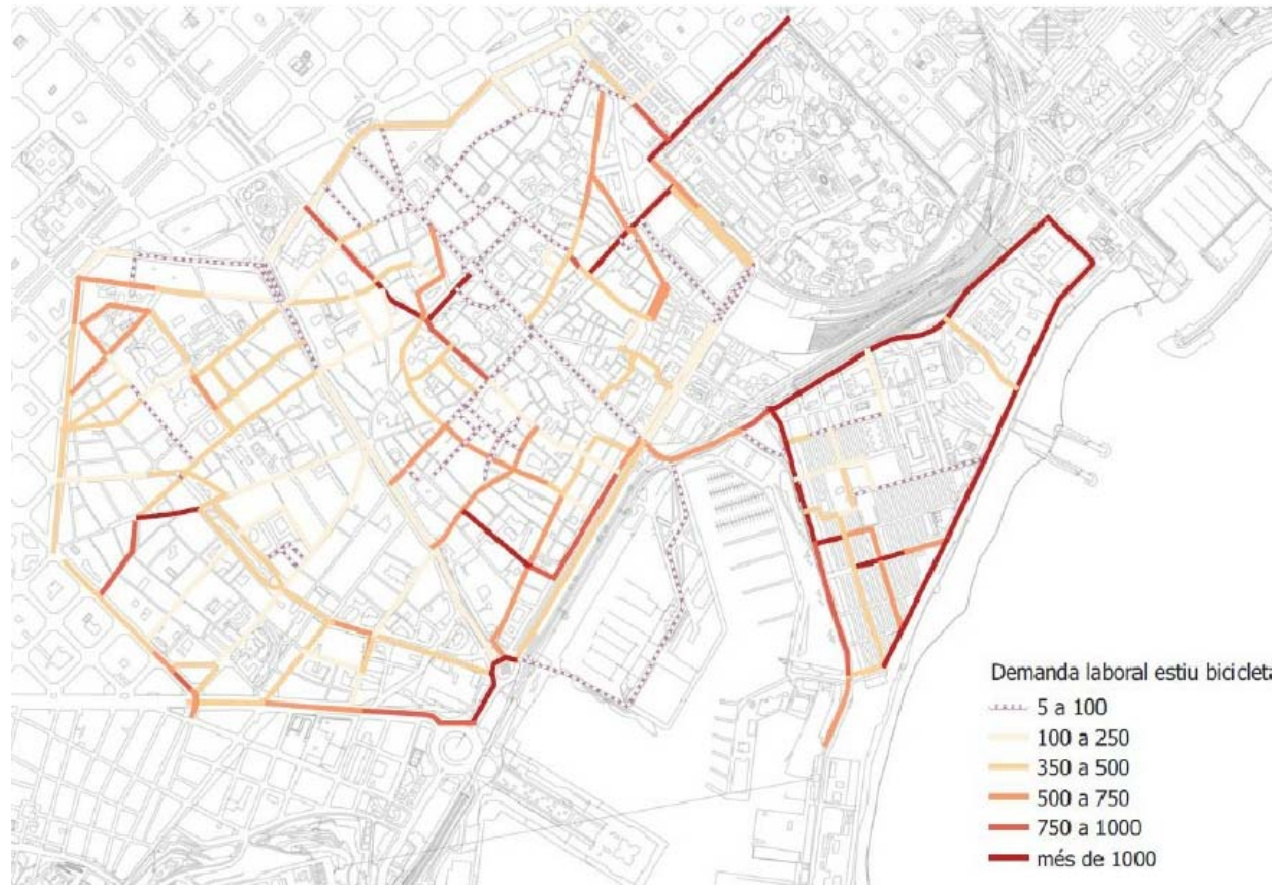 Demanda laboral estiu bicicleta
5 a 100
100 a 250
350 a 500
500 a 750
750 a 1000
més de 1000